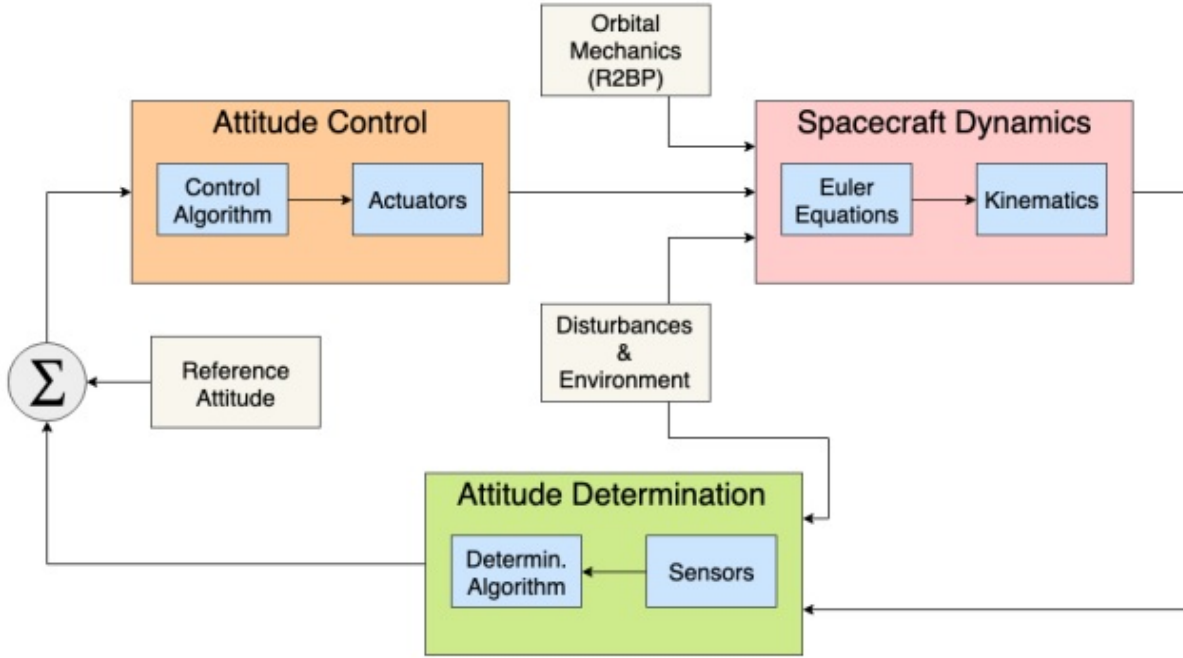 Orbital
Mechanics
(R2BP)
Attitude Control
Control
Algorithm
Actuators
Spacecraft Dynamics
Euler
Equations
Kinematics
Disturbances
&
Environment
Σ
Reference
Attitude
Attitude Determination
Determin.
Algorithm
Sensors